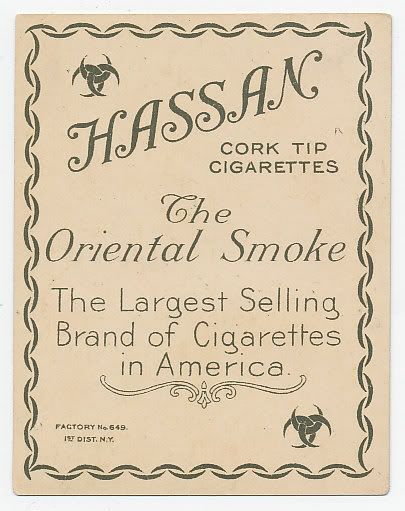 HASSAN
CORK TIP
CIGARETTES
The
Oriental Smoke
The Largest Selling
Brand of Cigarettes
in America.
FACTORY No. 649.
1ST DIST. N.Y.